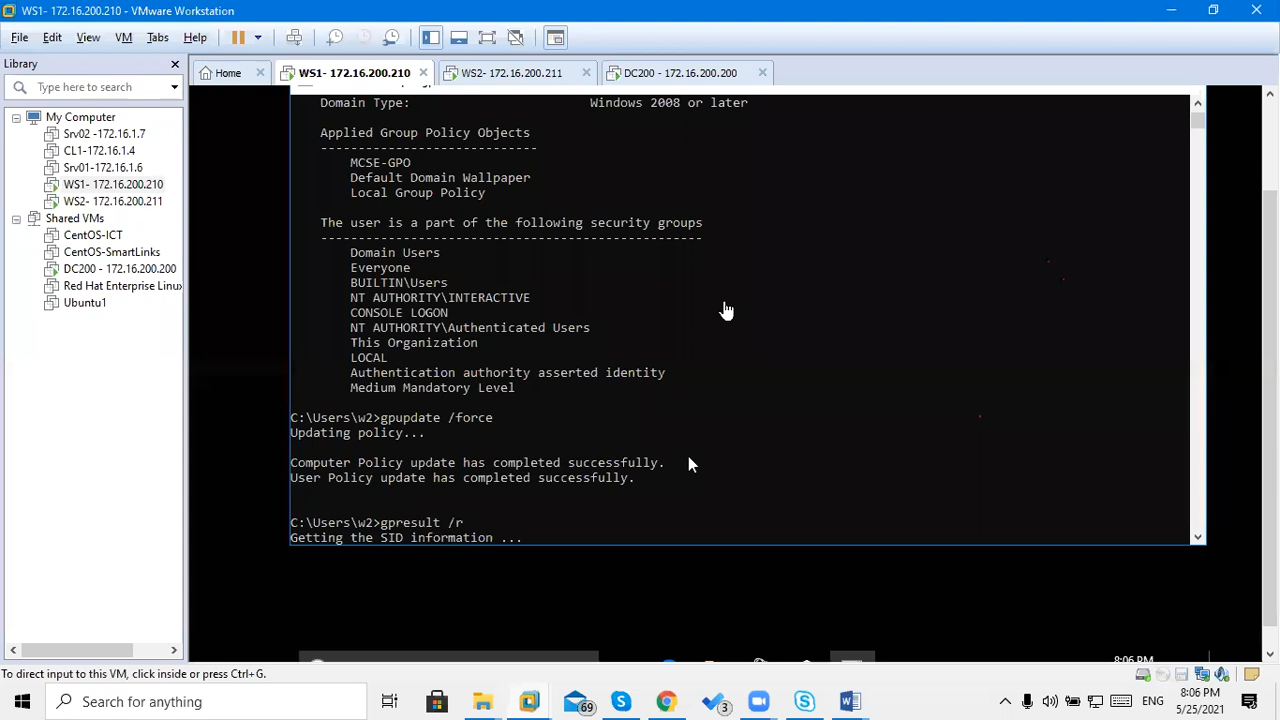 WS1- 172.16.200.210 - VMware Workstation
File Edit View VM Tabs Help
Library
Type here to search
My Computer
Srv02 -172.16.1.7
CL1-172.16.1.4
Srv01-172.16.1.6
WS1- 172.16.200.210
WS2- 172.16.200.211
Shared VMs
CentOS-ICT
CentOS-SmartLinks
DC200 - 172.16.200.200
Red Hat Enterprise Linux
Ubuntu1
Home WS1- 172.16.200.210 WS2- 172.16.200.211 DC200 - 172.16.200.200
Domain Type: Windows 2008 or later
Applied Group Policy Objects
-----------------------------
MCSE-GPO
Default Domain Wallpaper
Local Group Policy
The user is a part of the following security groups
---------------------------------------------------
Domain Users
Everyone
BUILTIN\Users
NT AUTHORITY\INTERACTIVE
CONSOLE LOGON
NT AUTHORITY\Authenticated Users
This Organization
LOCAL
Authentication authority asserted identity
Medium Mandatory Level
C:\Users\w2>gpupdate /force
Updating policy...
Computer Policy update has completed successfully.
User Policy update has completed successfully.
C:\Users\w2>gpresult /r
Getting the SID information ...
8:06 PM
To direct input to this VM, click inside or press Ctrl+G.
Search for anything
69
3
ENG
8:06 PM
5/25/2021